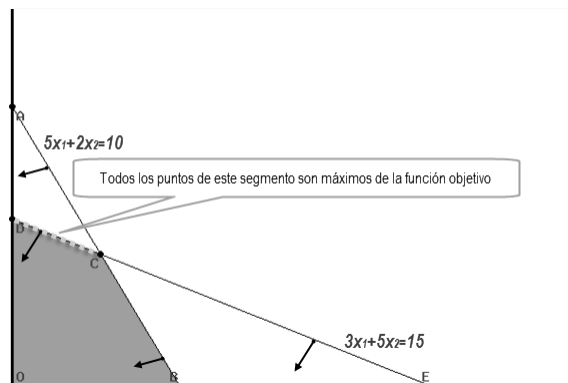 A
5x1+2x2=10
Todos los puntos de este segmento son máximos de la función objetivo
D
C
3x1+5x2=15
O
B
E